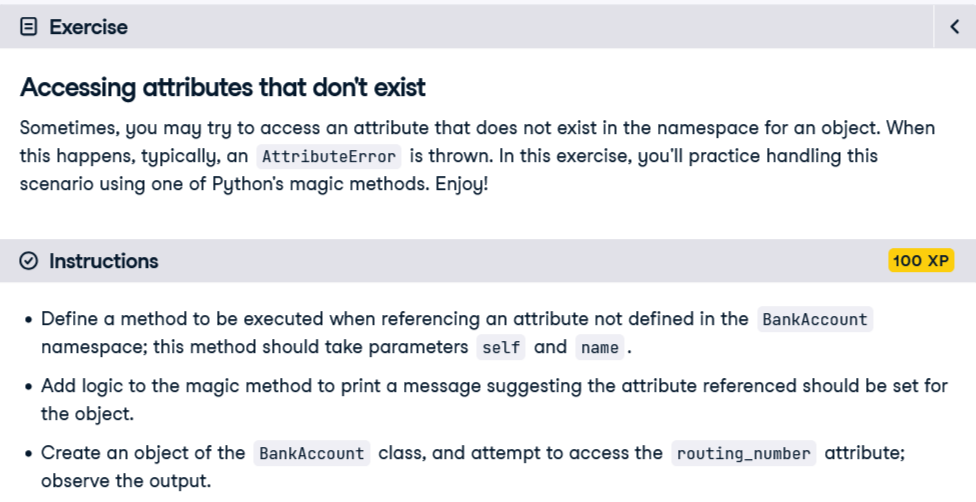 Exercise
Accessing attributes that don't exist
Sometimes, you may try to access an attribute that does not exist in the namespace for an object. When
this happens, typically, an AttributeError is thrown. In this exercise, you'll practice handling this
scenario using one of Python's magic methods. Enjoy!
Instructions
100 XP
• Define a method to be executed when referencing an attribute not defined in the BankAccount
namespace; this method should take parameters self and name.
• Add logic to the magic method to print a message suggesting the attribute referenced should be set for
the object.
• Create an object of the BankAccount class, and attempt to access the routing_number attribute;
observe the output.